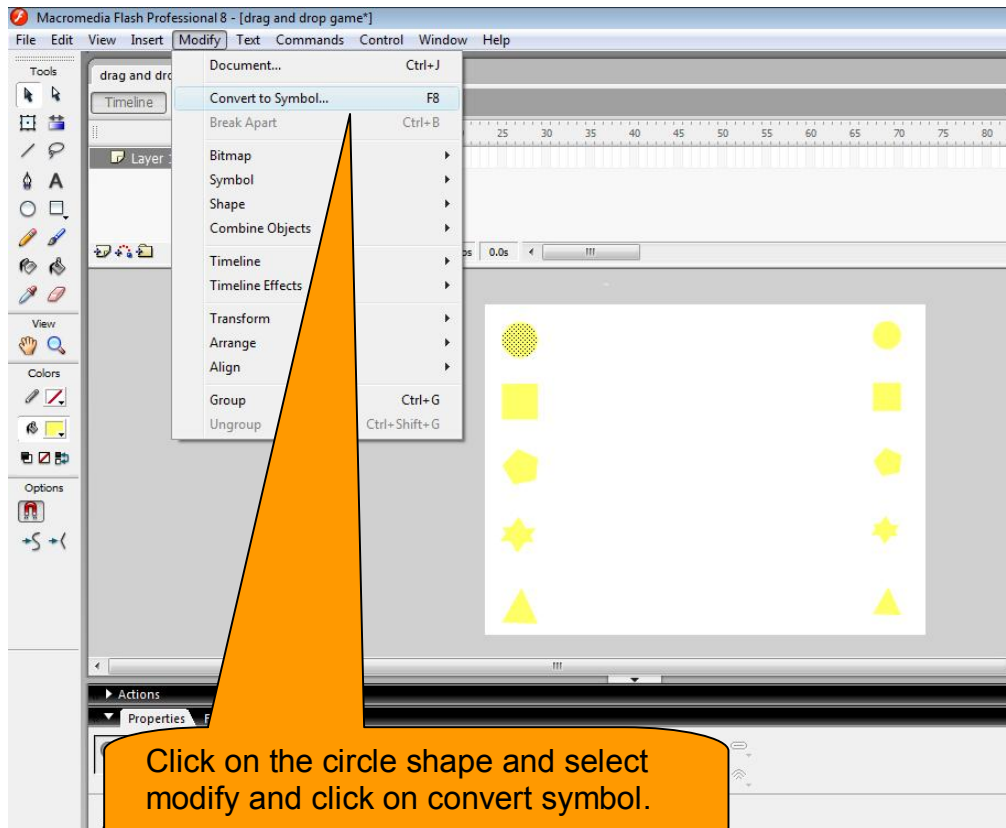 Macromedia Flash Professional 8 - [drag and drop game*]
File Edit View Insert Modify Text Commands Control Window Help
Tools
drag and dro
Timeline
Layer
Document... Ctrl+J
Convert to Symbol... F8
Break Apart Ctrl+B
Bitmap
Symbol
Shape
Combine Objects
Timeline
Timeline Effects
Transform
Arrange
Align
Group Ctrl+G
Ungroup Ctrl+Shift+G
25 30 35 40 45 50 55 60 65 70 75 80
0.0s
View
Colors
Options
Actions
Properties
Click on the circle shape and select
modify and click on convert symbol.